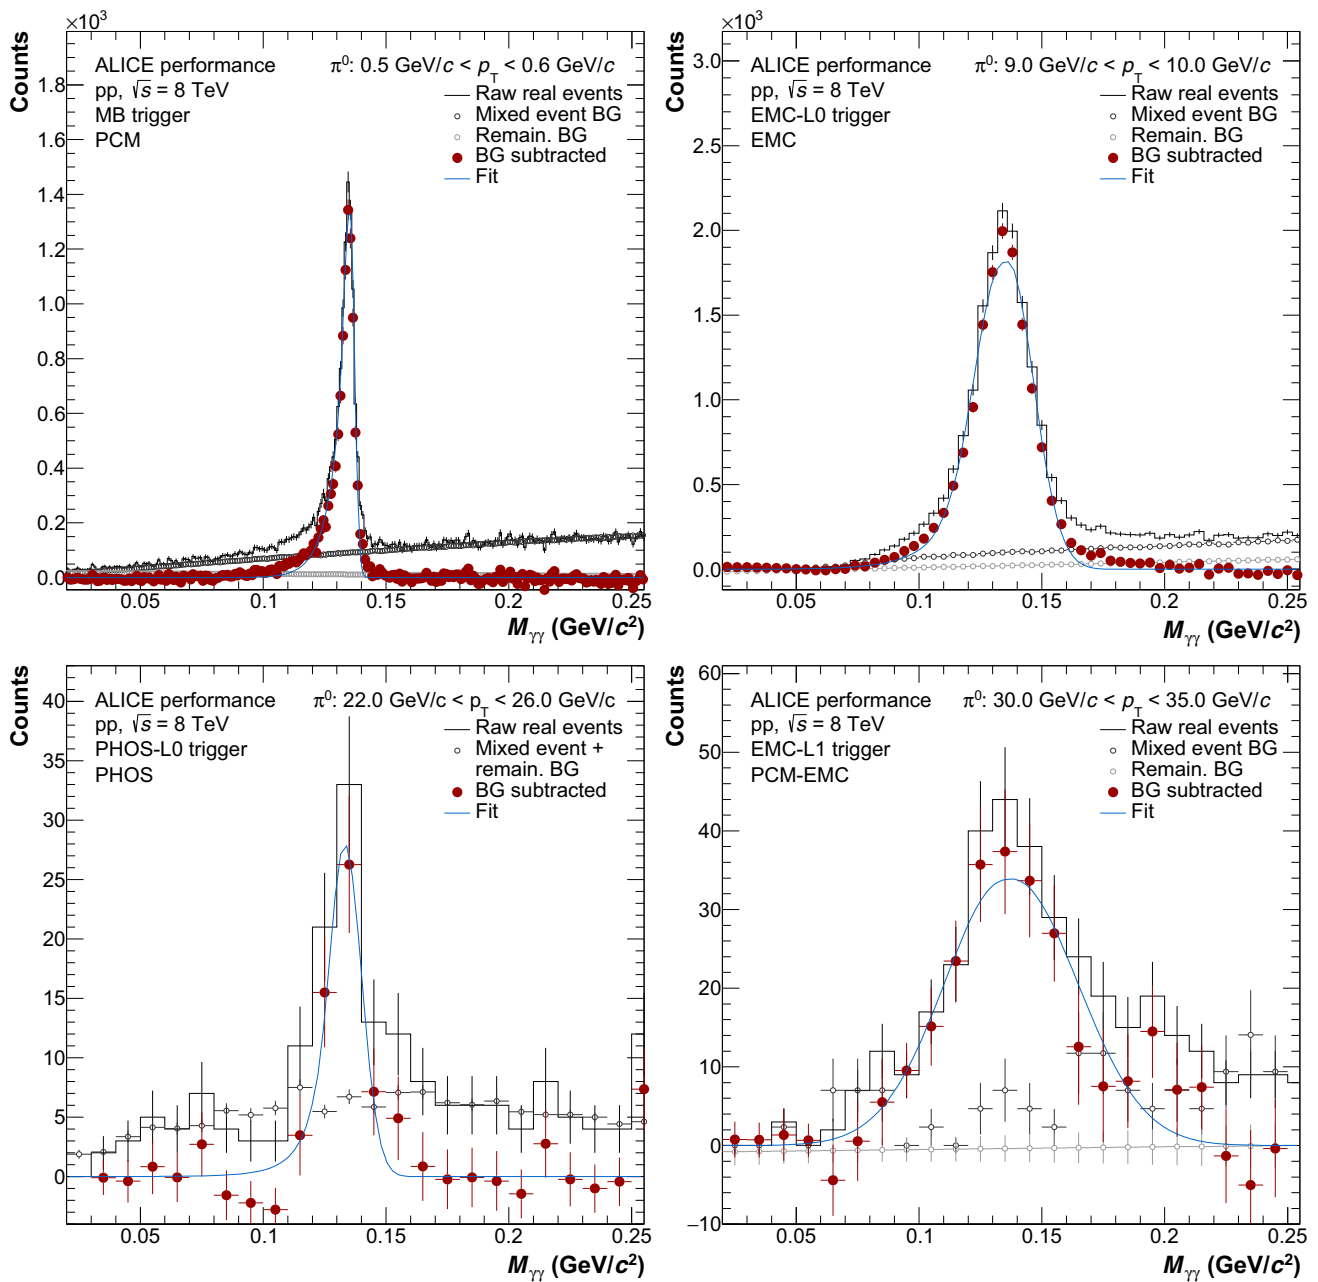 ×10³
Counts
ALICE performance
π⁰: 0.5 GeV/c < p_T < 0.6 GeV/c
pp, √s = 8 TeV
MB trigger
PCM
Raw real events
Mixed event BG
Remain. BG
BG subtracted
Fit
1.8
1.6
1.4
1.2
1.0
0.8
0.6
0.4
0.2
0.0
0.05 0.1 0.15 0.2 0.25
M_γγ (GeV/c²)
×10³
Counts
ALICE performance
π⁰: 9.0 GeV/c < p_T < 10.0 GeV/c
pp, √s = 8 TeV
EMC-L0 trigger
EMC
Raw real events
Mixed event BG
Remain. BG
BG subtracted
Fit
3.0
2.5
2.0
1.5
1.0
0.5
0.0
0.05 0.1 0.15 0.2 0.25
M_γγ (GeV/c²)
Counts
ALICE performance
π⁰: 22.0 GeV/c < p_T < 26.0 GeV/c
pp, √s = 8 TeV
PHOS-L0 trigger
PHOS
Raw real events
Mixed event +
remain. BG
BG subtracted
Fit
40
35
30
25
20
15
10
5
0
0.05 0.1 0.15 0.2 0.25
M_γγ (GeV/c²)
Counts
ALICE performance
π⁰: 30.0 GeV/c < p_T < 35.0 GeV/c
pp, √s = 8 TeV
EMC-L1 trigger
PCM-EMC
Raw real events
Mixed event BG
Remain. BG
BG subtracted
Fit
60
50
40
30
20
10
0
−10
0.05 0.1 0.15 0.2 0.25
M_γγ (GeV/c²)